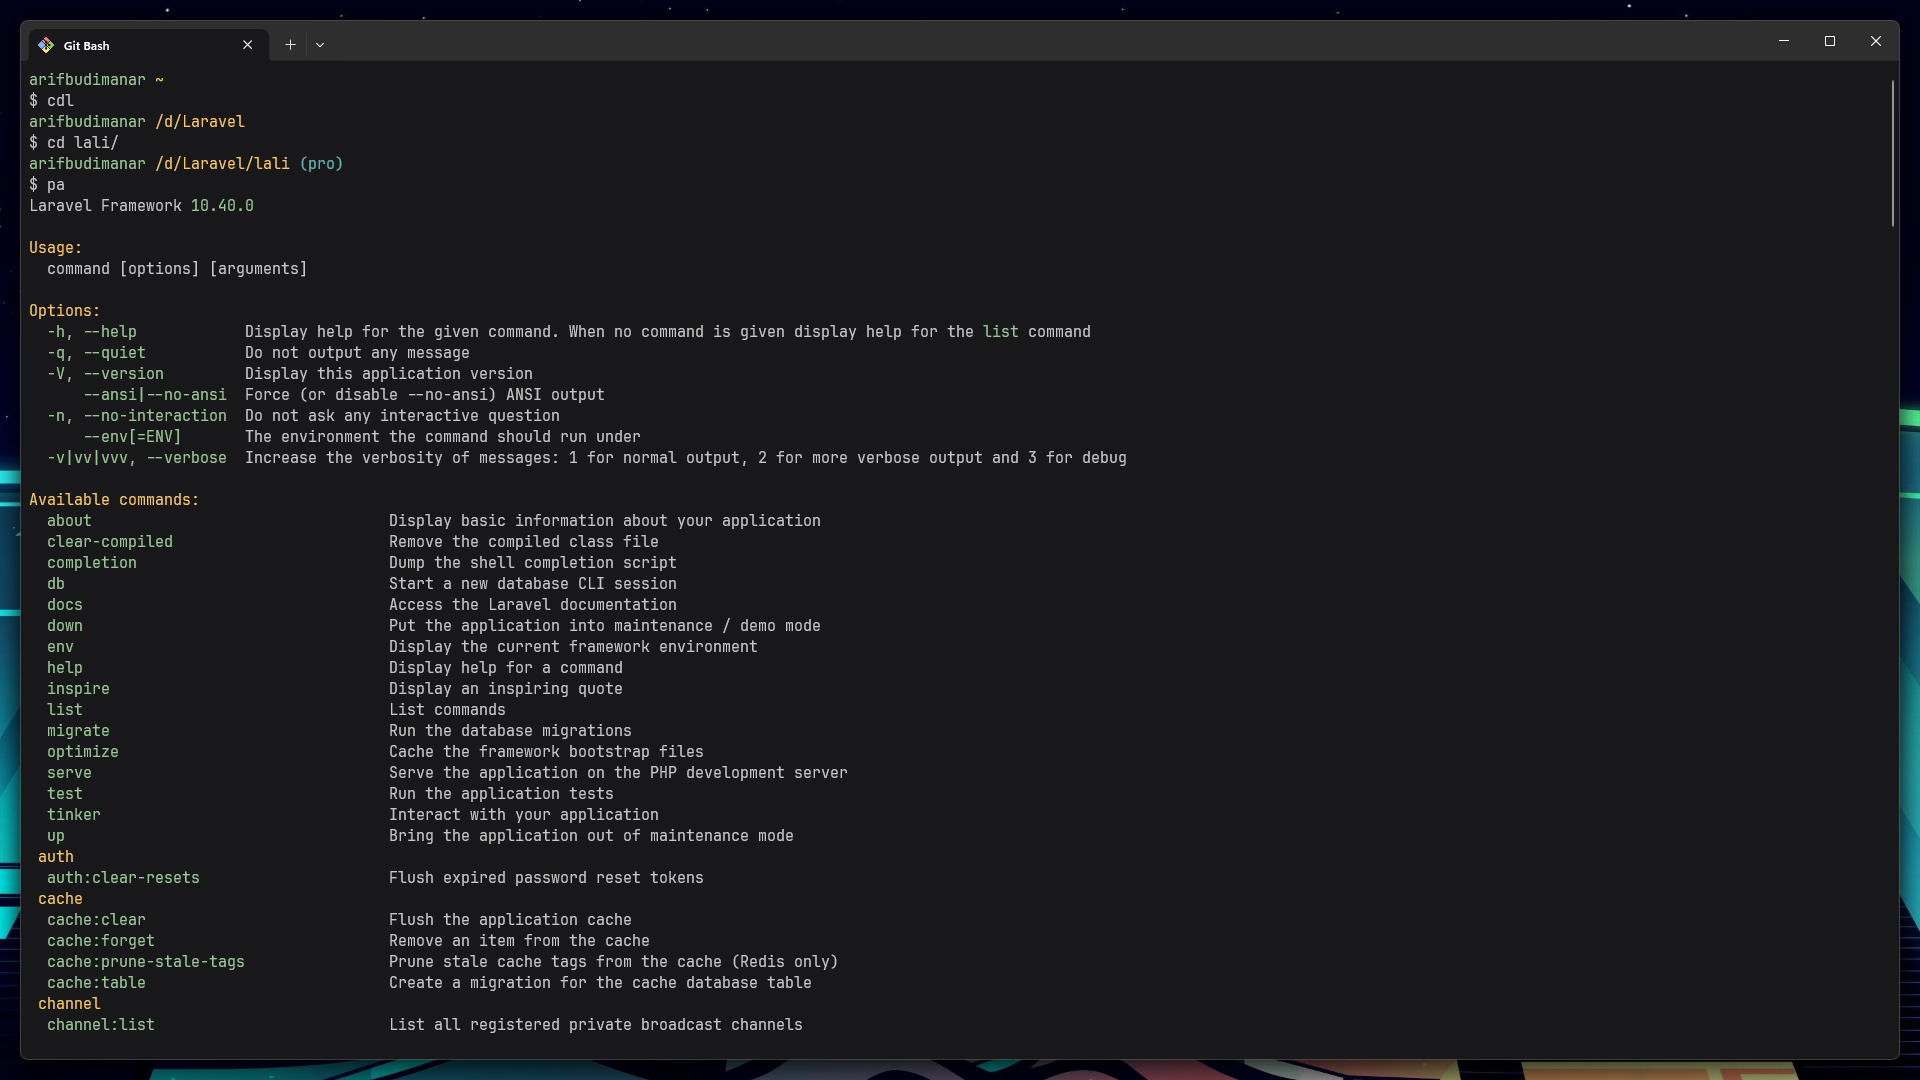 Git Bash
arifbudimanar ~
$ cdl
arifbudimanar /d/Laravel
$ cd lali/
arifbudimanar /d/Laravel/lali (pro)
$ pa
Laravel Framework 10.40.0
Usage:
command [options] [arguments]
Options:
-h, --help Display help for the given command. When no command is given display help for the list command
-q, --quiet Do not output any message
-V, --version Display this application version
--ansi|--no-ansi Force (or disable --no-ansi) ANSI output
-n, --no-interaction Do not ask any interactive question
--env[=ENV] The environment the command should run under
-v|vv|vvv, --verbose Increase the verbosity of messages: 1 for normal output, 2 for more verbose output and 3 for debug
Available commands:
about Display basic information about your application
clear-compiled Remove the compiled class file
completion Dump the shell completion script
db Start a new database CLI session
docs Access the Laravel documentation
down Put the application into maintenance / demo mode
env Display the current framework environment
help Display help for a command
inspire Display an inspiring quote
list List commands
migrate Run the database migrations
optimize Cache the framework bootstrap files
serve Serve the application on the PHP development server
test Run the application tests
tinker Interact with your application
up Bring the application out of maintenance mode
auth
auth:clear-resets Flush expired password reset tokens
cache
cache:clear Flush the application cache
cache:forget Remove an item from the cache
cache:prune-stale-tags Prune stale cache tags from the cache (Redis only)
cache:table Create a migration for the cache database table
channel
channel:list List all registered private broadcast channels